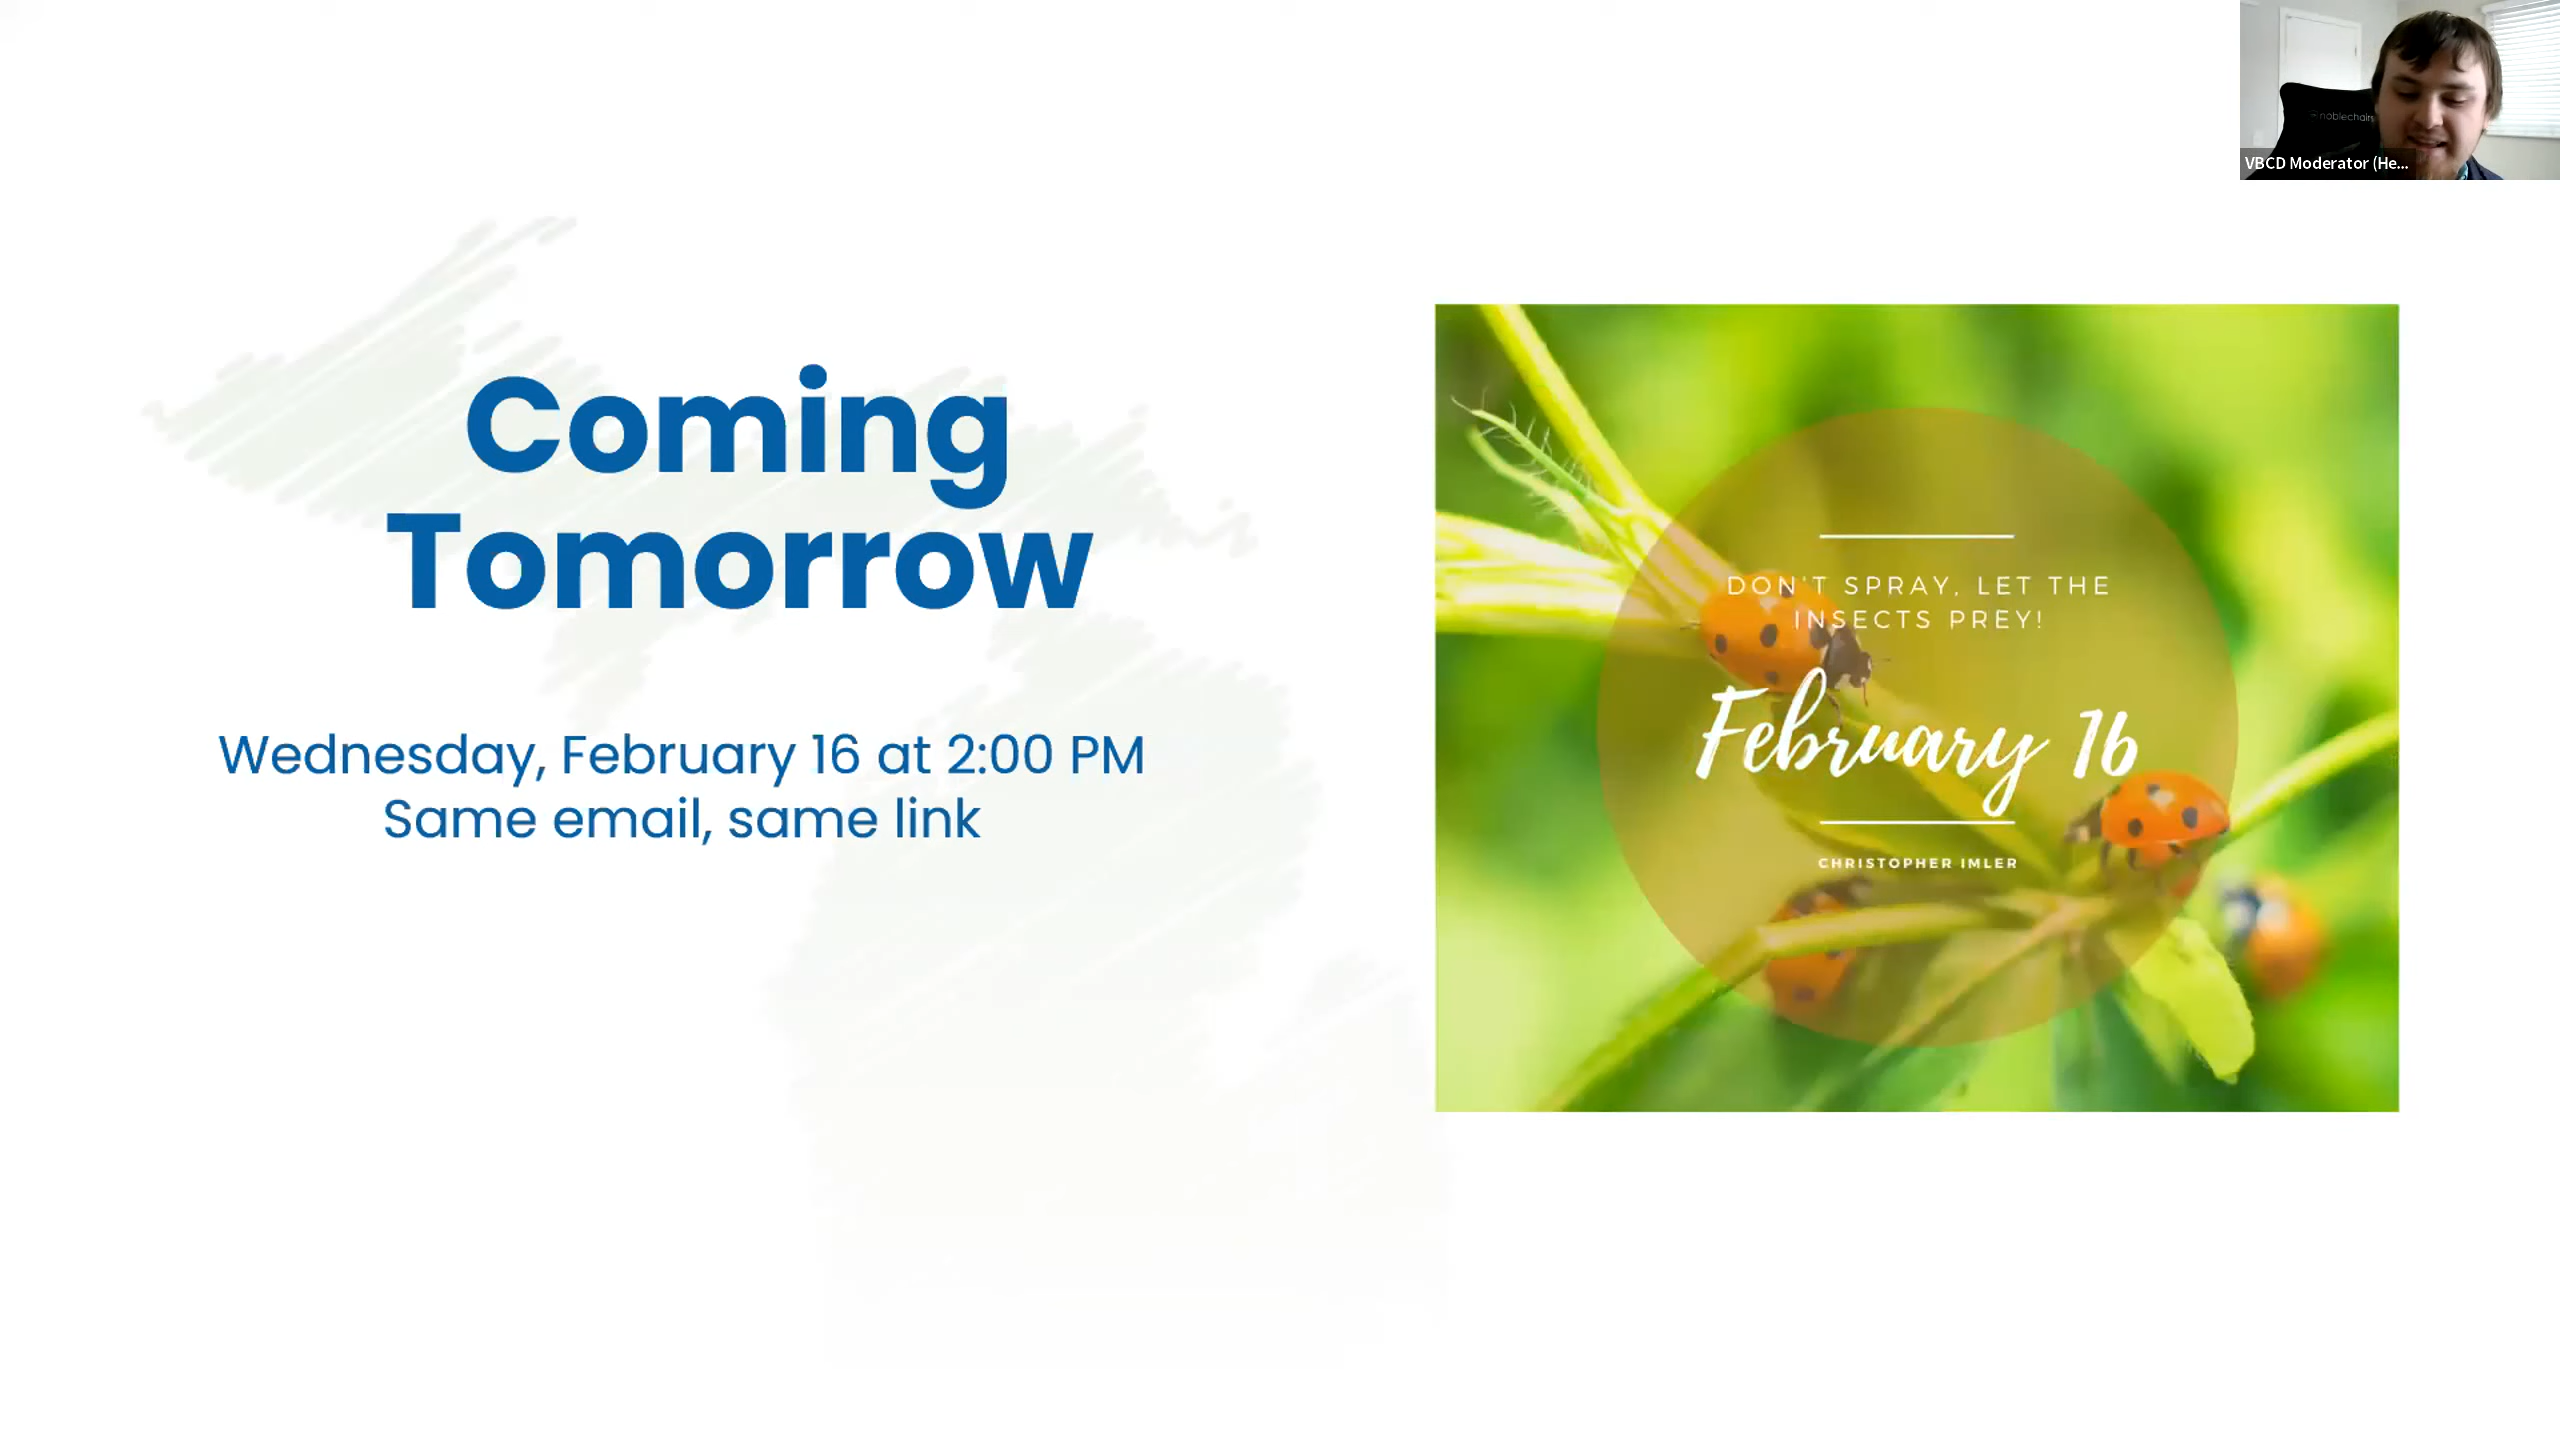 noblechairs
VBCD Moderator (He...
Coming
Tomorrow
Wednesday, February 16 at 2:00 PM
Same email, same link
DON'T SPRAY, LET THE
INSECTS PREY!
February 16
CHRISTOPHER IMLER